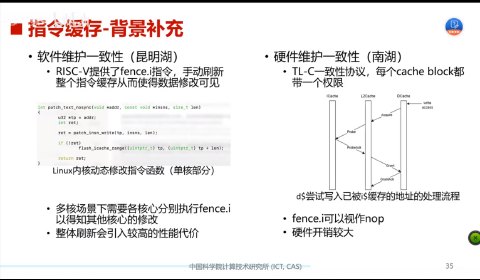 指令缓存-背景补充
• 软件维护一致性（昆明湖）
• RISC-V提供了fence.i指令，手动刷新
整个指令缓存从而使得数据修改可见
int patch_text_nosync(void *addr, const void *insns, size_t len)
{
u32 *tp = addr;
int ret;
ret = patch_insn_write(tp, insns, len);
if (!ret)
flush_icache_range((uintptr_t) tp, (uintptr_t) tp + len);
return ret;
}
Linux内核动态修改指令函数（单核部分）
• 多核场景下需要各核心分别执行fence.i
以得知其他核心的修改
• 整体刷新会引入较高的性能代价
• 硬件维护一致性（南湖）
• TL-C一致性协议，每个cache block都
带一个权限
ICache
L2Cache
DCache
write
access
Acquire
Probe
ProbeAck
Grant
GrantAck
d$尝试写入已被i$缓存的地址的处理流程
• fence.i可以视作nop
• 硬件开销较大
中国科学院计算技术研究所 (ICT, CAS)
35